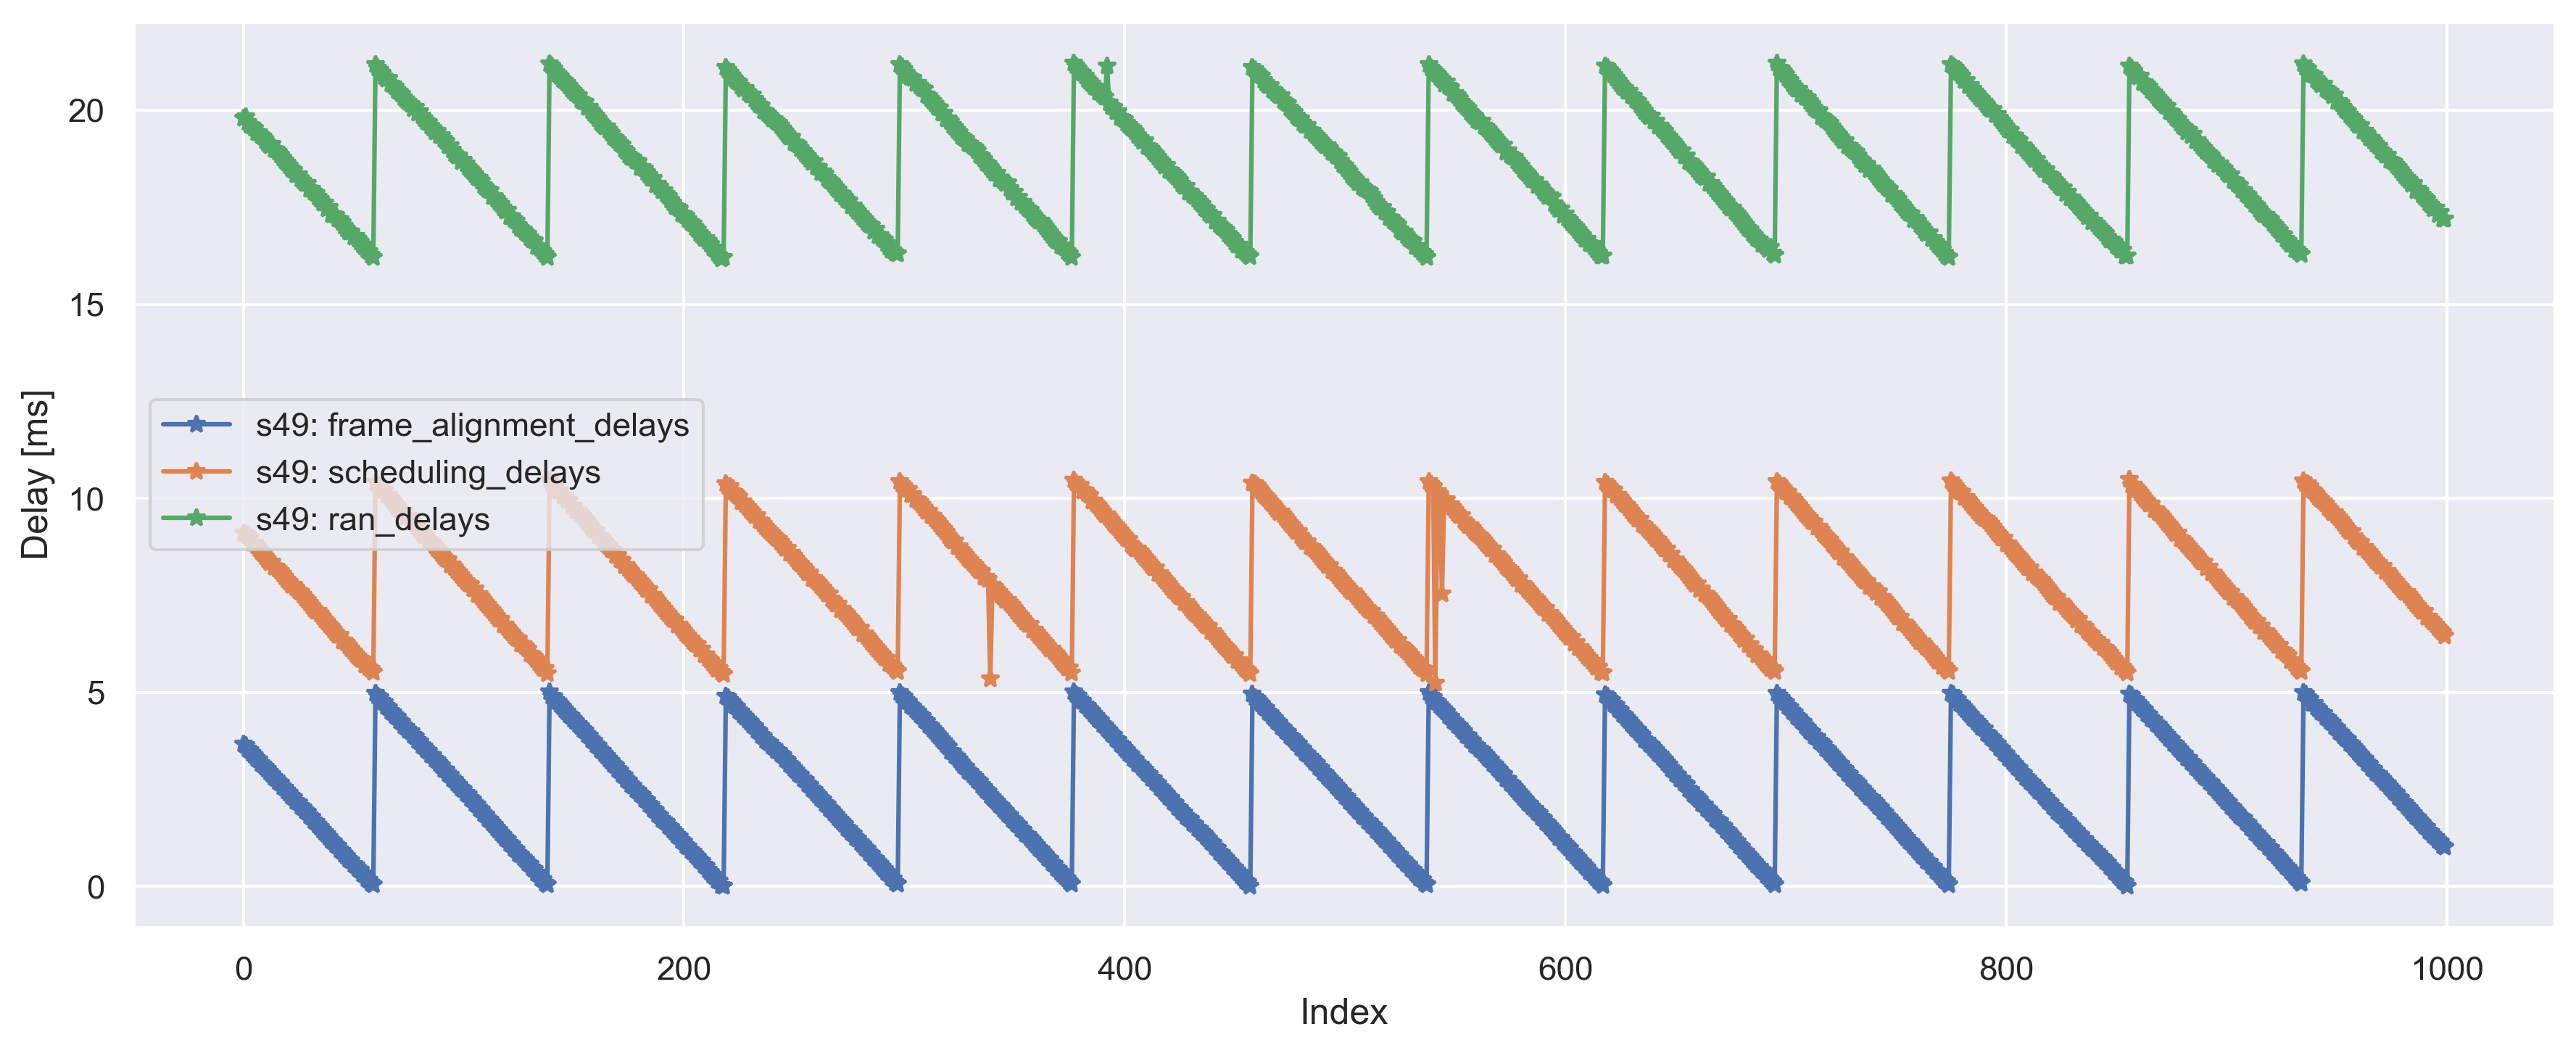 20
15
10
5
0
Delay [ms]
s49: frame_alignment_delays
s49: scheduling_delays
s49: ran_delays
0 200 400 600 800 1000
Index